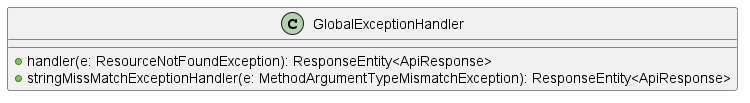 C GlobalExceptionHandler
handler(e: ResourceNotFoundException): ResponseEntity<ApiResponse>
stringMissMatchExceptionHandler(e: MethodArgumentTypeMismatchException): ResponseEntity<ApiResponse>